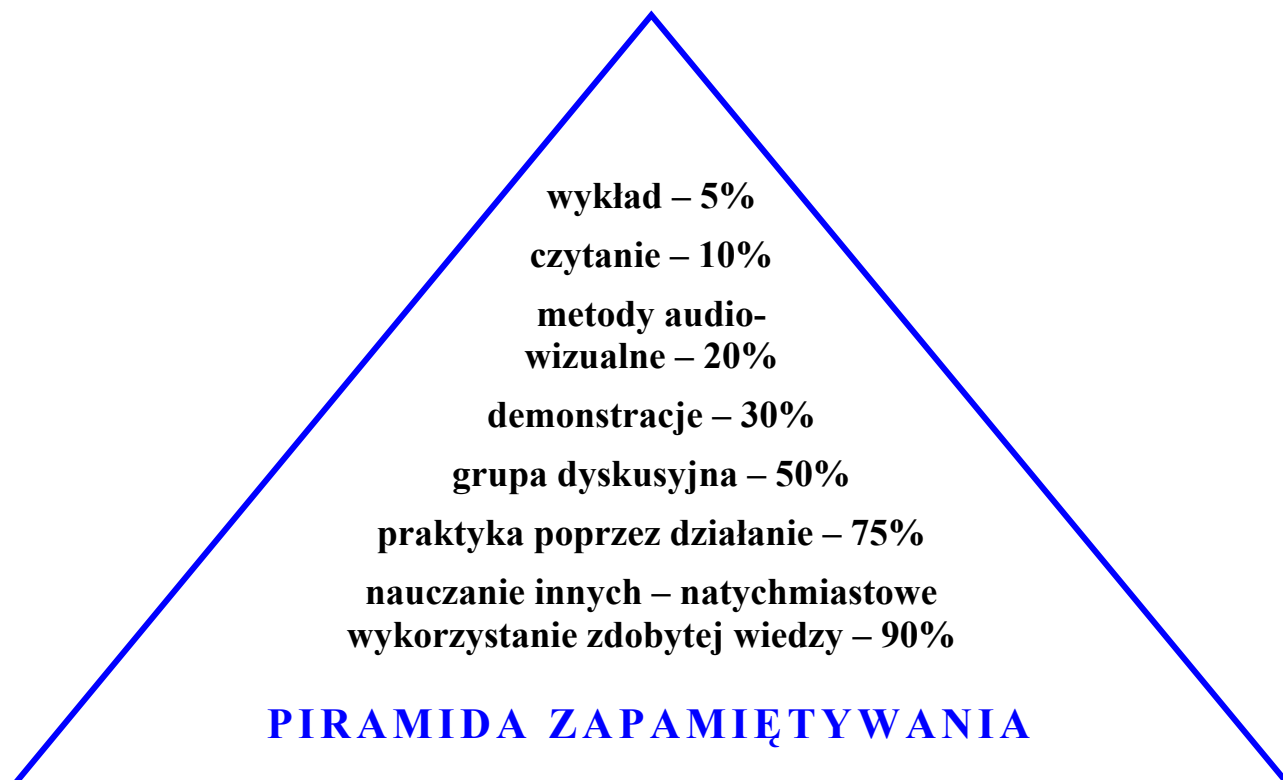 wykład – 5%
czytanie – 10%
metody audio-
wizualne – 20%
demonstracje – 30%
grupa dyskusyjna – 50%
praktyka poprzez działanie – 75%
nauczanie innych – natychmiastowe
wykorzystanie zdobytej wiedzy – 90%
PIRAMIDA ZAPAMIĘTYWANIA